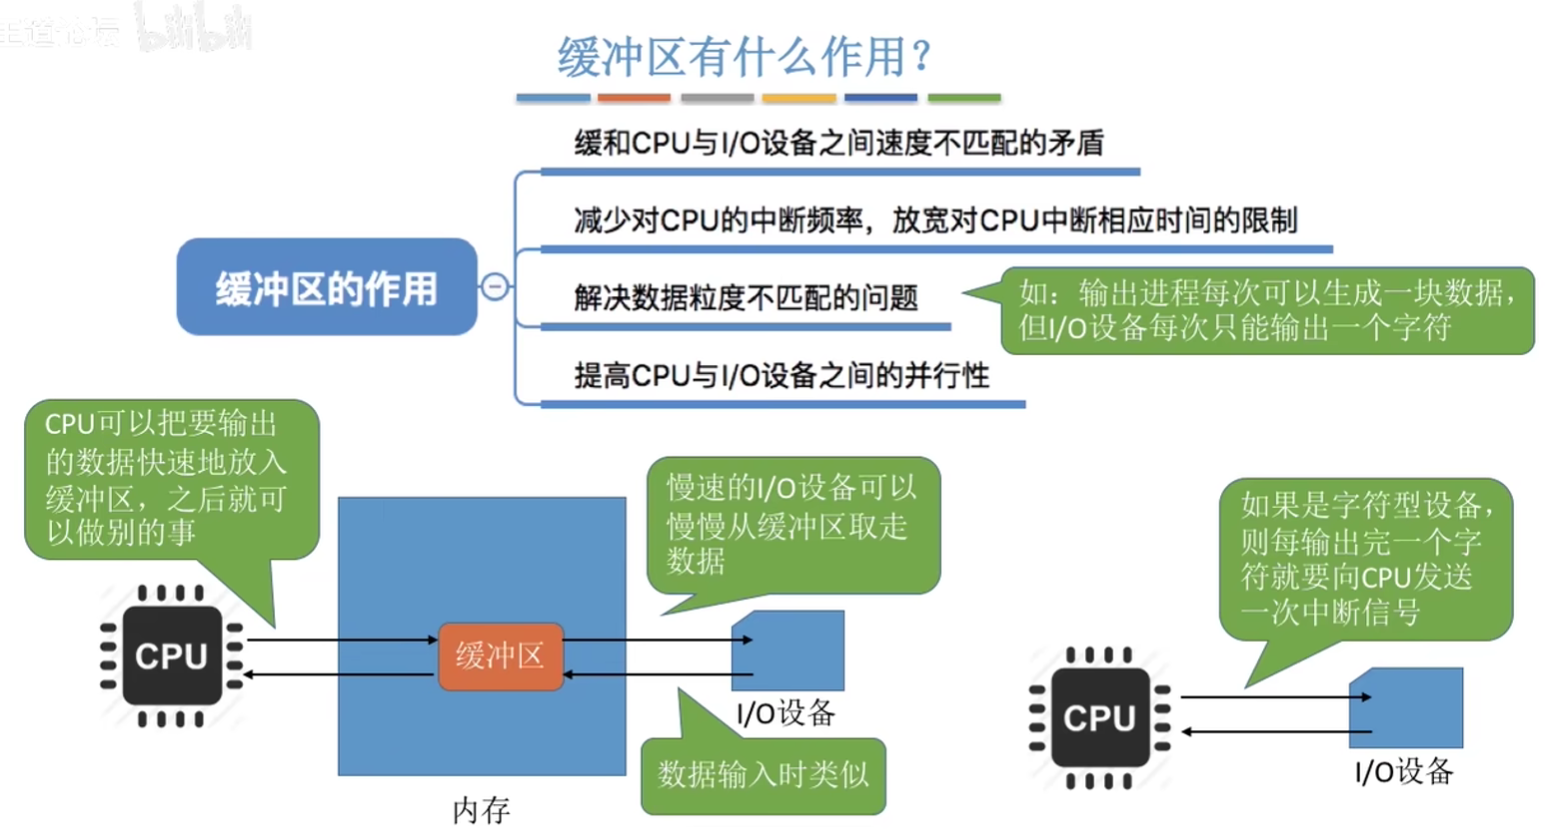 王道论坛 bilibili
缓冲区有什么作用？
缓和CPU与I/O设备之间速度不匹配的矛盾
减少对CPU的中断频率，放宽对CPU中断相应时间的限制
缓冲区的作用
解决数据粒度不匹配的问题
如：输出进程每次可以生成一块数据，
但I/O设备每次只能输出一个字符
提高CPU与I/O设备之间的并行性
CPU可以把要输出
的数据快速地放入
缓冲区，之后就可
以做别的事
慢速的I/O设备可以
慢慢从缓冲区取走
数据
如果是字符型设备，
则每输出完一个字
符就要向CPU发送
一次中断信号
CPU
缓冲区
I/O设备
数据输入时类似
内存
CPU
I/O设备